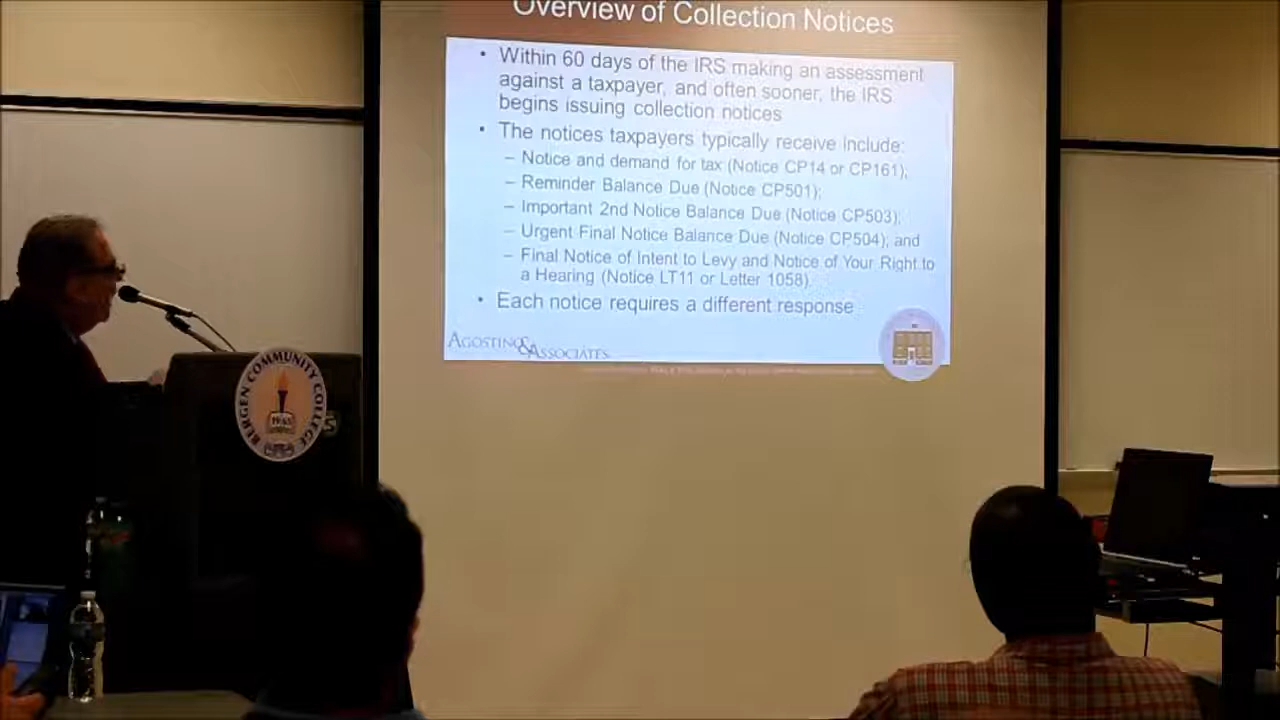 Overview of Collection Notices
• Within 60 days of the IRS making an assessment
against a taxpayer, and often sooner, the IRS
begins issuing collection notices
• The notices taxpayers typically receive include:
– Notice and demand for tax (Notice CP14 or CP161);
– Reminder Balance Due (Notice CP501);
– Important 2nd Notice Balance Due (Notice CP503);
– Urgent Final Notice Balance Due (Notice CP504); and
– Final Notice of Intent to Levy and Notice of Your Right to
a Hearing (Notice LT11 or Letter 1058).
• Each notice requires a different response
AGOSTINO & ASSOCIATES
BERGEN COMMUNITY COLLEGE
1965